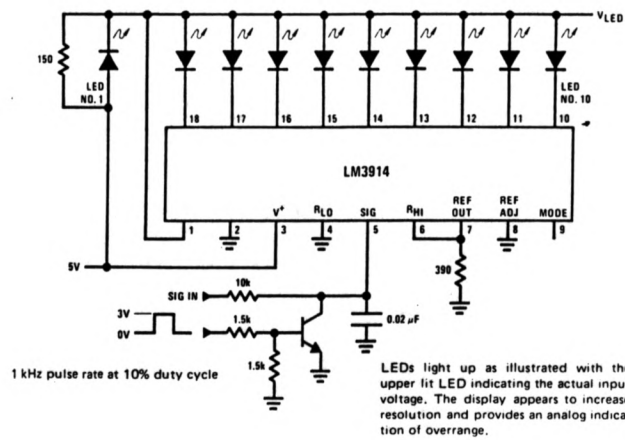 V LED
150
LED
NO. 1
LED
NO. 10
18 17 16 15 14 13 12 11 10
LM3914
V+ RLO SIG RHI REF OUT REF ADJ MODE
1 2 3 4 5 6 7 8 9
5V
390
SIG IN
10k
3V
0V
1.5k
0.02 µF
1.5k
1 kHz pulse rate at 10% duty cycle
LEDs light up as illustrated with the
upper lit LED indicating the actual input
voltage. The display appears to increase
resolution and provides an analog indica-
tion of overrange.